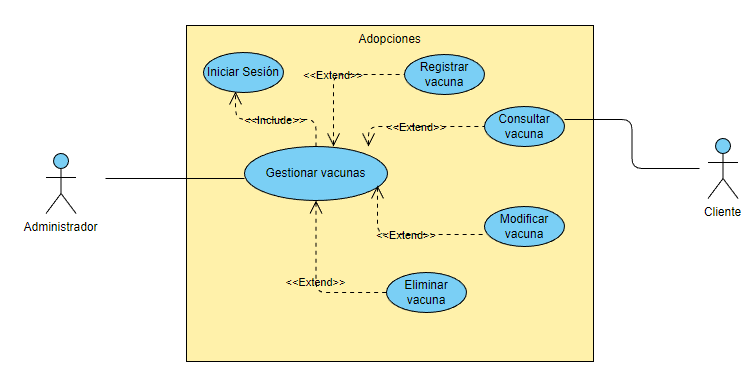 Adopciones
Iniciar Sesión
<<Extend>>
Registrar
vacuna
<<Include>>
<<Extend>>
Consultar
vacuna
Gestionar vacunas
Administrador
Cliente
Modificar
vacuna
<<Extend>>
<<Extend>>
Eliminar
vacuna